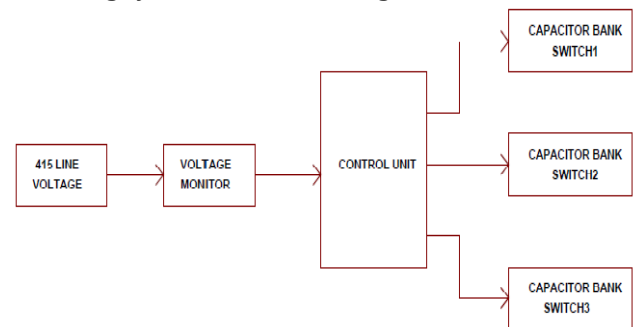 CAPACITOR BANK
SWITCH1
415 LINE
VOLTAGE
VOLTAGE
MONITOR
CONTROL UNIT
CAPACITOR BANK
SWITCH2
CAPACITOR BANK
SWITCH3